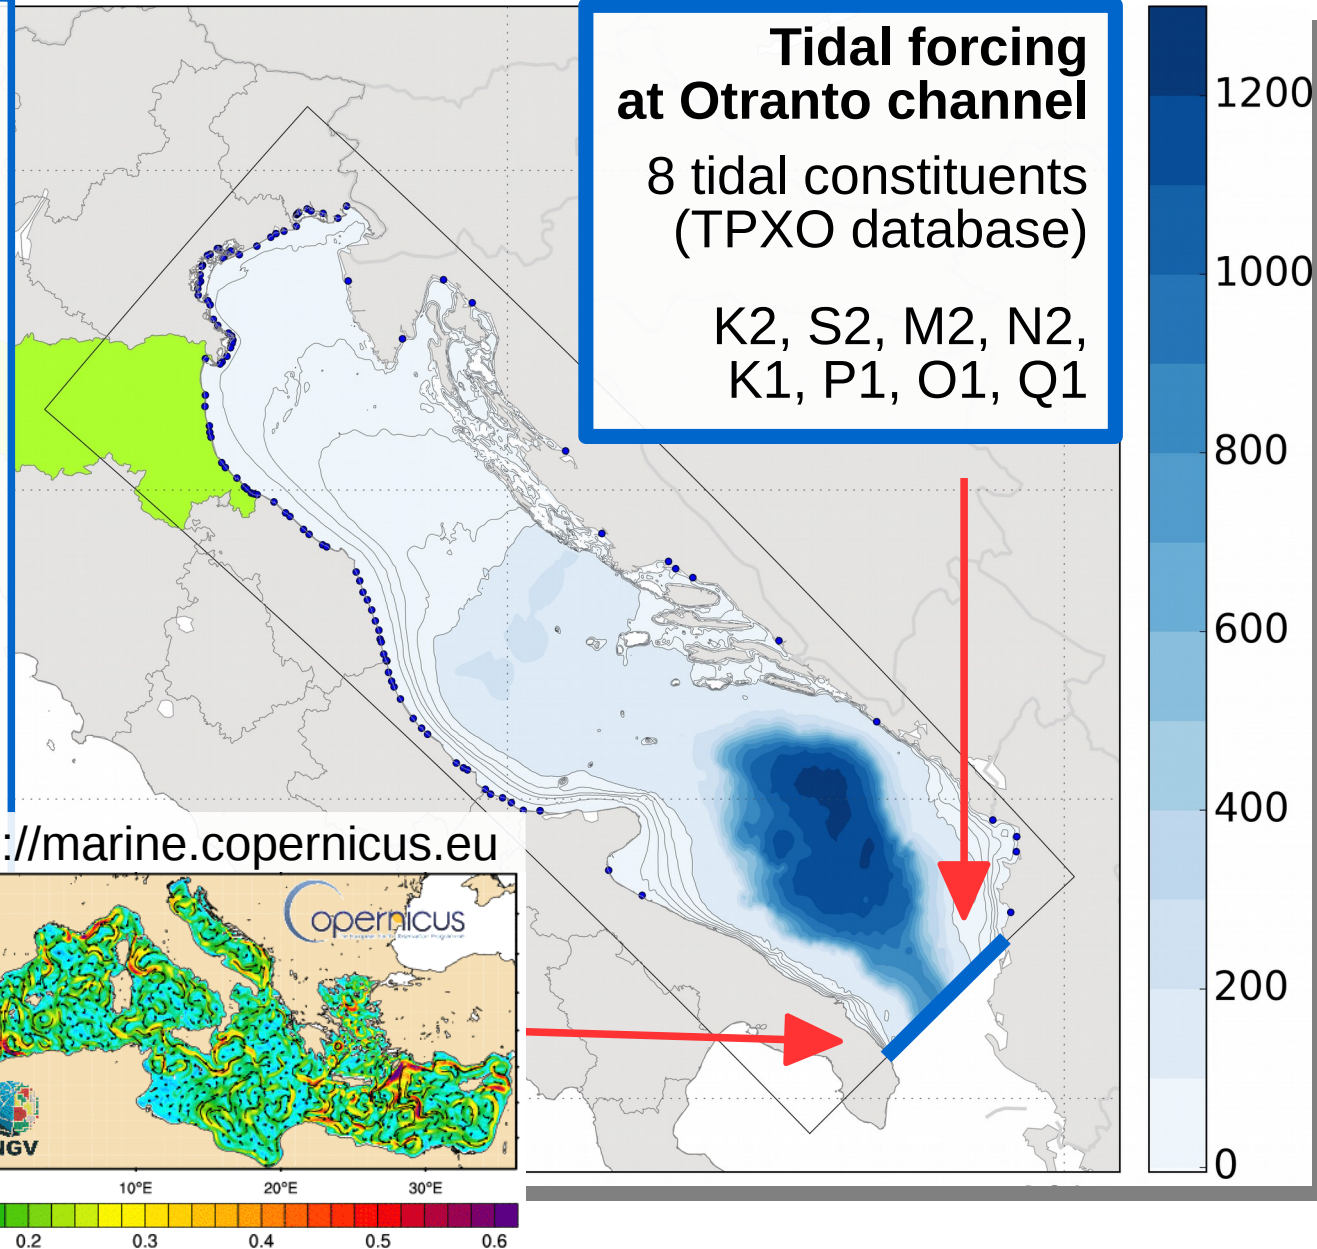 Tidal forcing
at Otranto channel
8 tidal constituents
(TPXO database)
K2, S2, M2, N2,
K1, P1, O1, Q1
1200
1000
800
600
400
200
0
://marine.copernicus.eu
opernicus
NGV
10°E
20°E
30°E
0.2
0.3
0.4
0.5
0.6